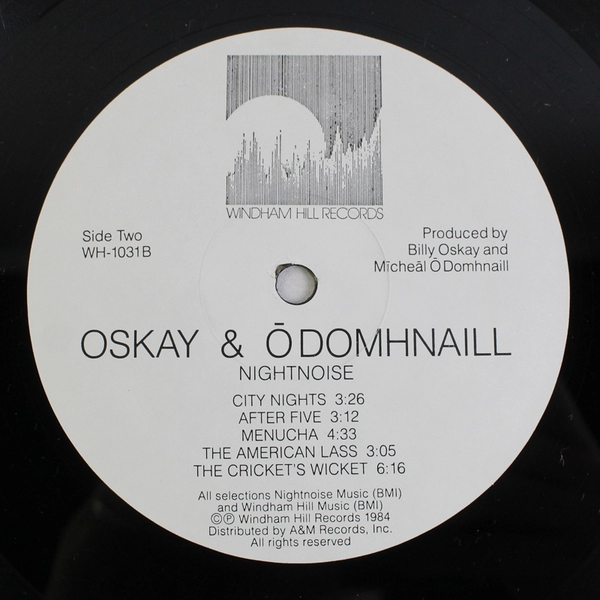 WINDHAM HILL RECORDS
Side Two
WH-1031B
Produced by
Billy Oskay and
Mīcheāl Ō Domhnaill
OSKAY & Ō DOMHNAILL
NIGHTNOISE
CITY NIGHTS 3:26
AFTER FIVE 3:12
MENUCHA 4:33
THE AMERICAN LASS 3:05
THE CRICKET'S WICKET 6:16
All selections Nightnoise Music (BMI)
and Windham Hill Music (BMI)
©℗ Windham Hill Records 1984
Distributed by A&M Records, Inc.
All rights reserved